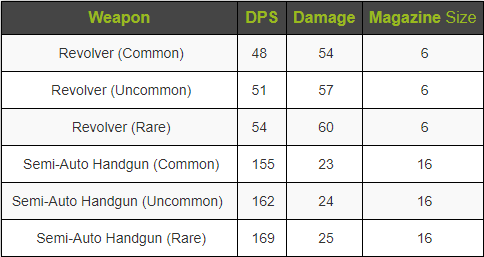 Weapon DPS Damage Magazine Size
Revolver (Common) 48 54 6
Revolver (Uncommon) 51 57 6
Revolver (Rare) 54 60 6
Semi-Auto Handgun (Common) 155 23 16
Semi-Auto Handgun (Uncommon) 162 24 16
Semi-Auto Handgun (Rare) 169 25 16